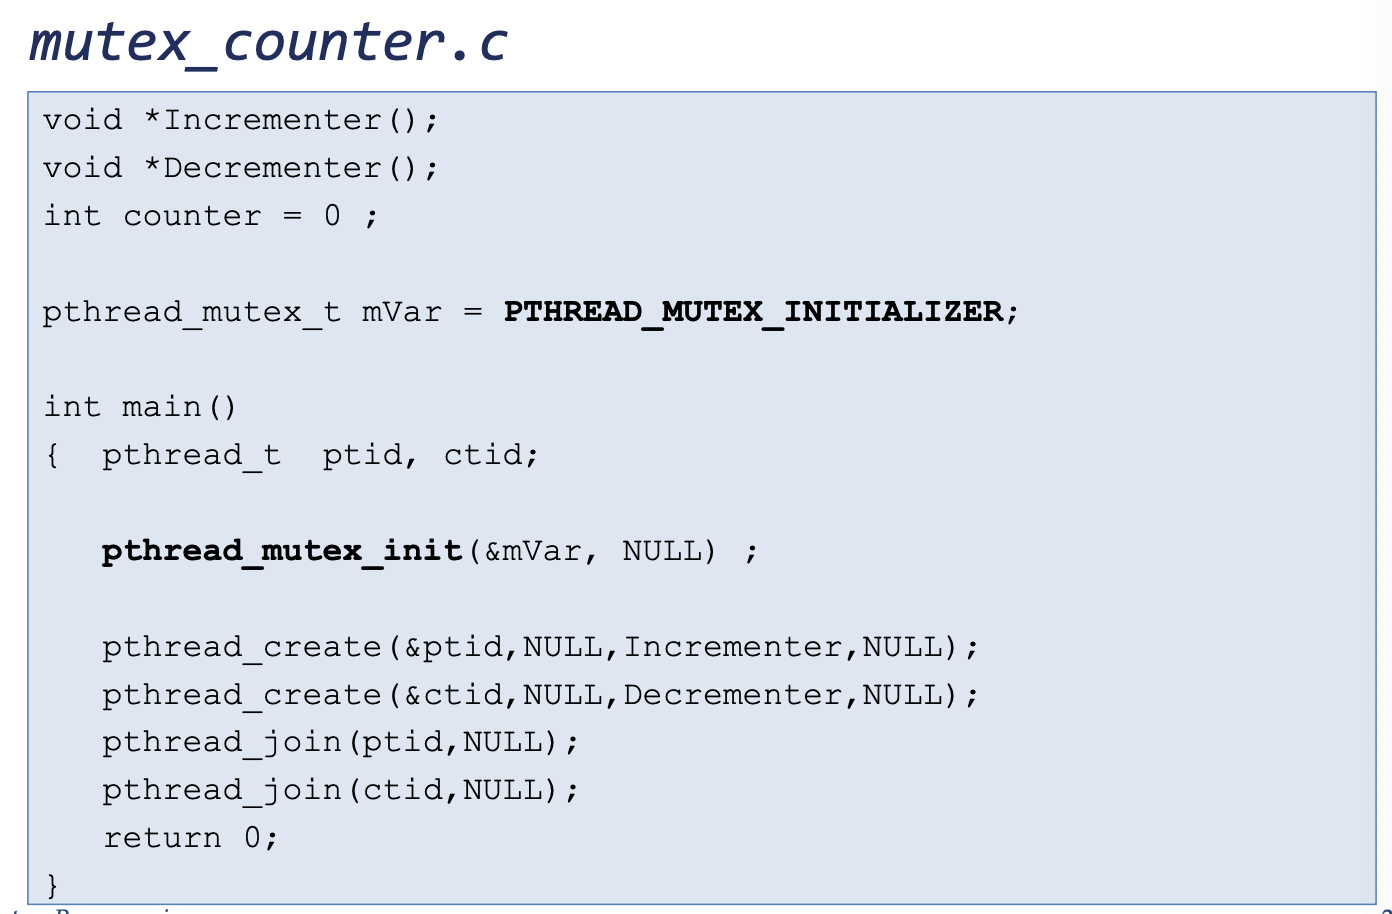 mutex_counter.c
void *Incrementer();
void *Decrementer();
int counter = 0 ;
pthread_mutex_t mVar = PTHREAD_MUTEX_INITIALIZER;
int main()
{  pthread_t  ptid, ctid;
pthread_mutex_init(&mVar, NULL) ;
pthread_create(&ptid,NULL,Incrementer,NULL);
pthread_create(&ctid,NULL,Decrementer,NULL);
pthread_join(ptid,NULL);
pthread_join(ctid,NULL);
return 0;
}